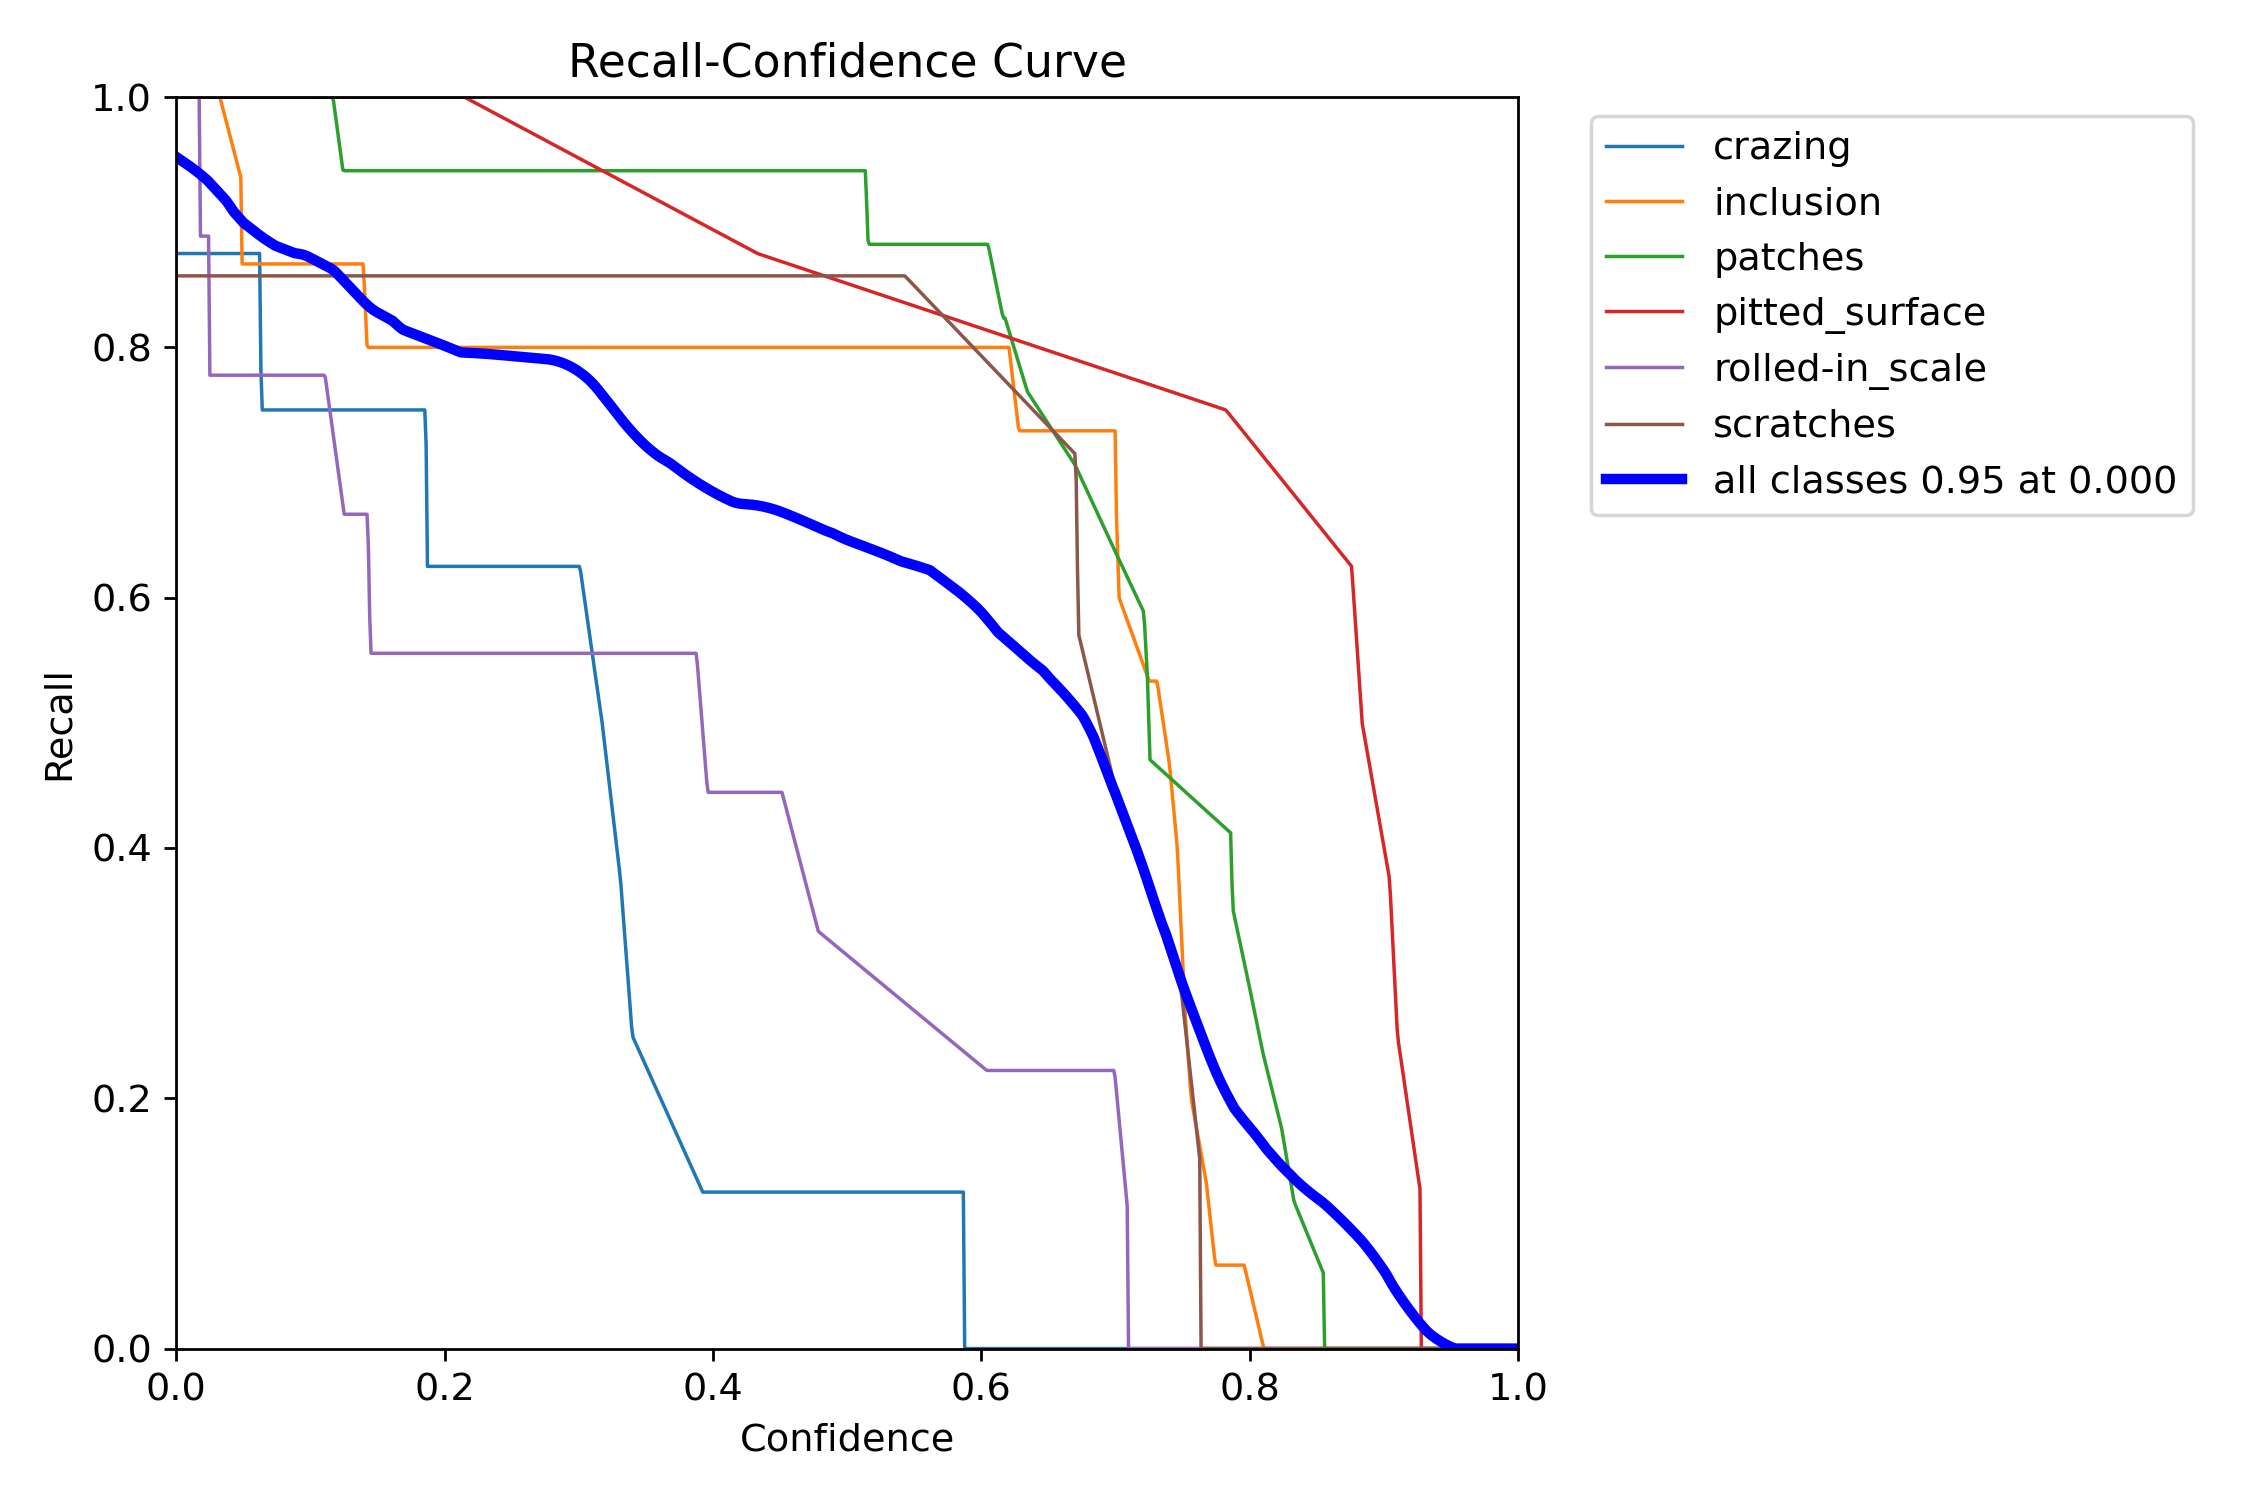 Recall-Confidence Curve
1.0
0.8
0.6
0.4
0.2
0.0
Recall
0.0 0.2 0.4 0.6 0.8 1.0
Confidence
crazing
inclusion
patches
pitted_surface
rolled-in_scale
scratches
all classes 0.95 at 0.000